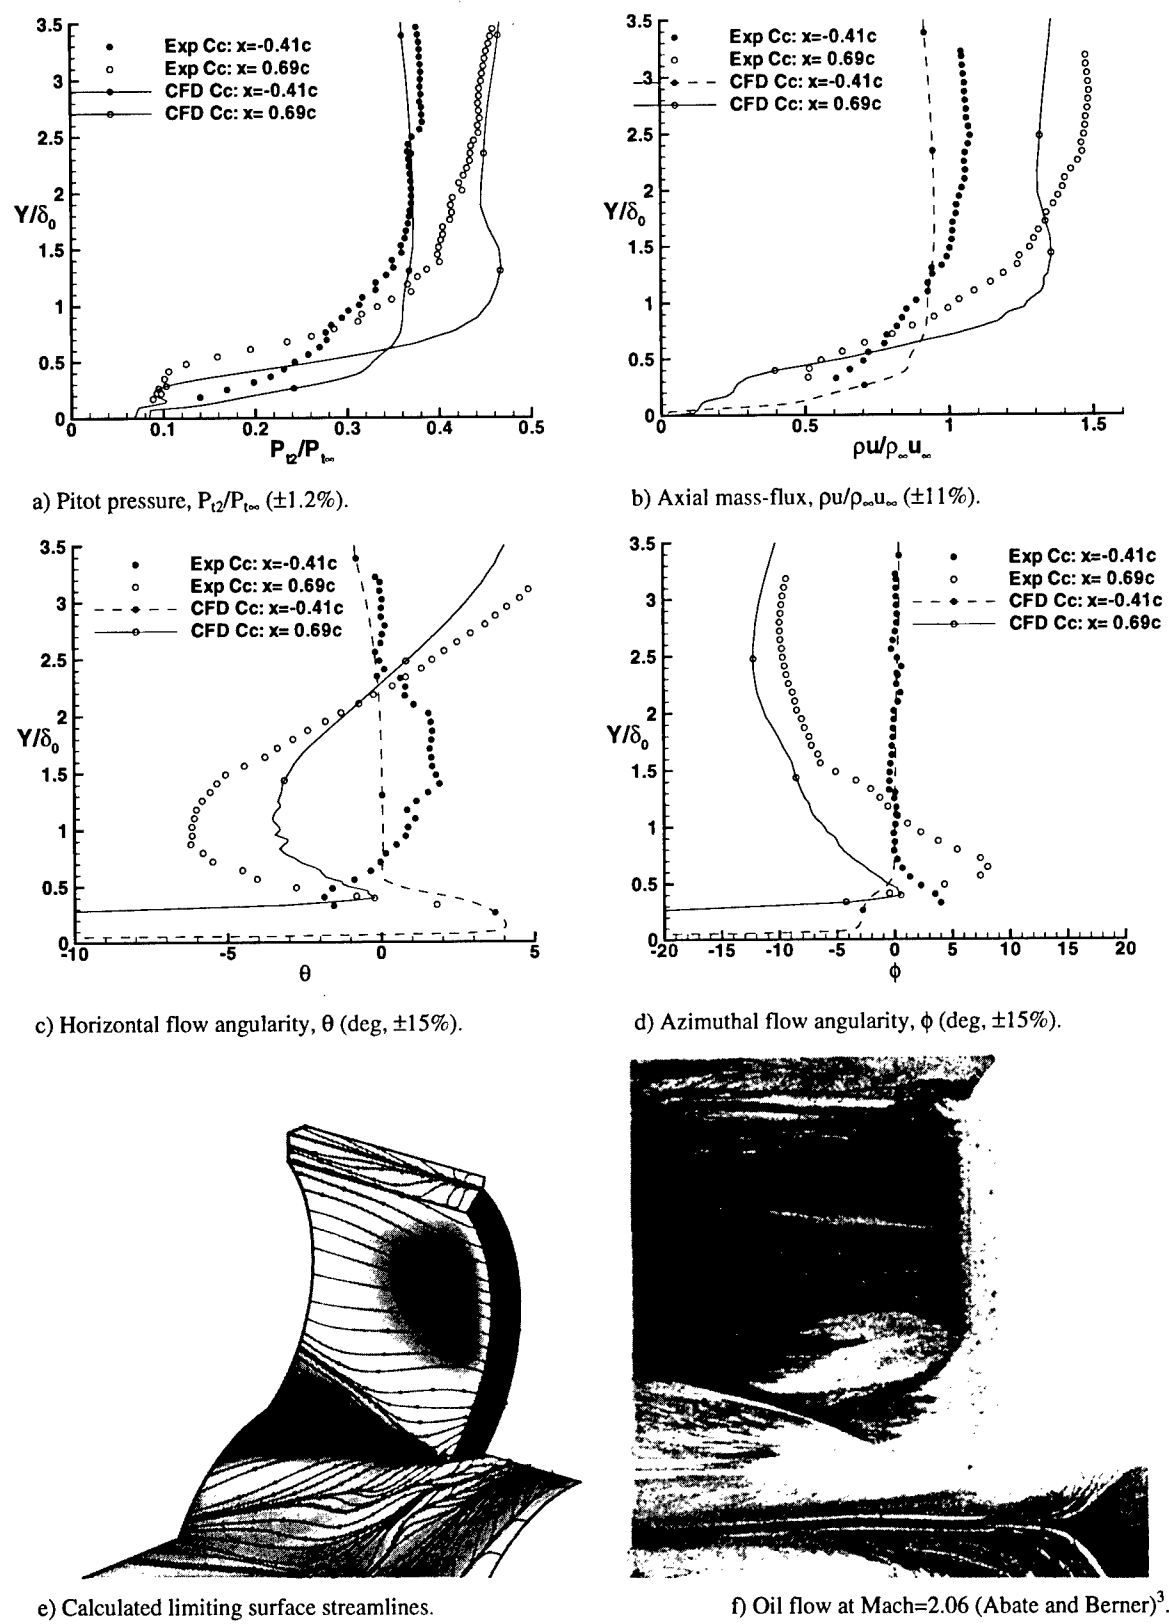 3.5
3
2.5
2
Y/δ₀
1.5
1
0.5
0
Exp Cc: x=-0.41c
Exp Cc: x= 0.69c
CFD Cc: x=-0.41c
CFD Cc: x= 0.69c
0 0.1 0.2 0.3 0.4 0.5
Pt2/Pt∞
a) Pitot pressure, Pt2/Pt∞ (±1.2%).
3.5
3
2.5
2
Y/δ₀
1.5
1
0.5
0
Exp Cc: x=-0.41c
Exp Cc: x= 0.69c
CFD Cc: x=-0.41c
CFD Cc: x= 0.69c
0 0.5 1 1.5
ρu/ρ∞u∞
b) Axial mass-flux, ρu/ρ∞u∞ (±11%).
3.5
3
2.5
2
Y/δ₀
1.5
1
0.5
0
Exp Cc: x=-0.41c
Exp Cc: x= 0.69c
CFD Cc: x=-0.41c
CFD Cc: x= 0.69c
-10 -5 0 5
θ
c) Horizontal flow angularity, θ (deg, ±15%).
3.5
3
2.5
2
Y/δ₀
1.5
1
0.5
0
Exp Cc: x=-0.41c
Exp Cc: x= 0.69c
CFD Cc: x=-0.41c
CFD Cc: x= 0.69c
-20 -15 -10 -5 0 5 10 15 20
ϕ
d) Azimuthal flow angularity, ϕ (deg, ±15%).
e) Calculated limiting surface streamlines.
f) Oil flow at Mach=2.06 (Abate and Berner)³.